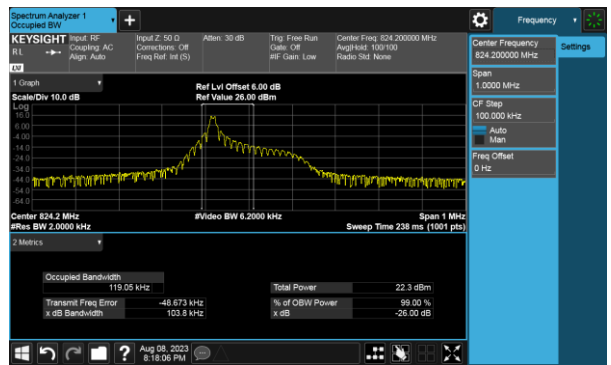 Spectrum Analyzer 1
Occupied BW
Frequency
KEYSIGHT
Input: RF
Coupling: AC
Align: Auto
Input Z: 50 Ω
Corrections: Off
Freq Ref: Int (S)
Atten: 30 dB
Trig: Free Run
Gate: Off
#IF Gain: Low
Center Freq: 824.200000 MHz
Avg|Hold: 100/100
Radio Std: None
RL
LXI
Center Frequency
824.200000 MHz
Settings
Span
1.0000 MHz
CF Step
100.000 kHz
Auto
Man
Freq Offset
0 Hz
1 Graph
Scale/Div 10.0 dB
Ref Lvl Offset 6.00 dB
Ref Value 26.00 dBm
Log
16.0
6.00
-4.00
-14.0
-24.0
-34.0
-44.0
-54.0
-64.0
Center 824.2 MHz
#Video BW 6.2000 kHz
Span 1 MHz
#Res BW 2.0000 kHz
Sweep Time 238 ms (1001 pts)
2 Metrics
Occupied Bandwidth
119.05 kHz
Total Power 22.3 dBm
Transmit Freq Error -48.673 kHz
% of OBW Power 99.00 %
x dB Bandwidth 103.8 kHz
x dB -26.00 dB
?
Aug 08, 2023
8:18:06 PM